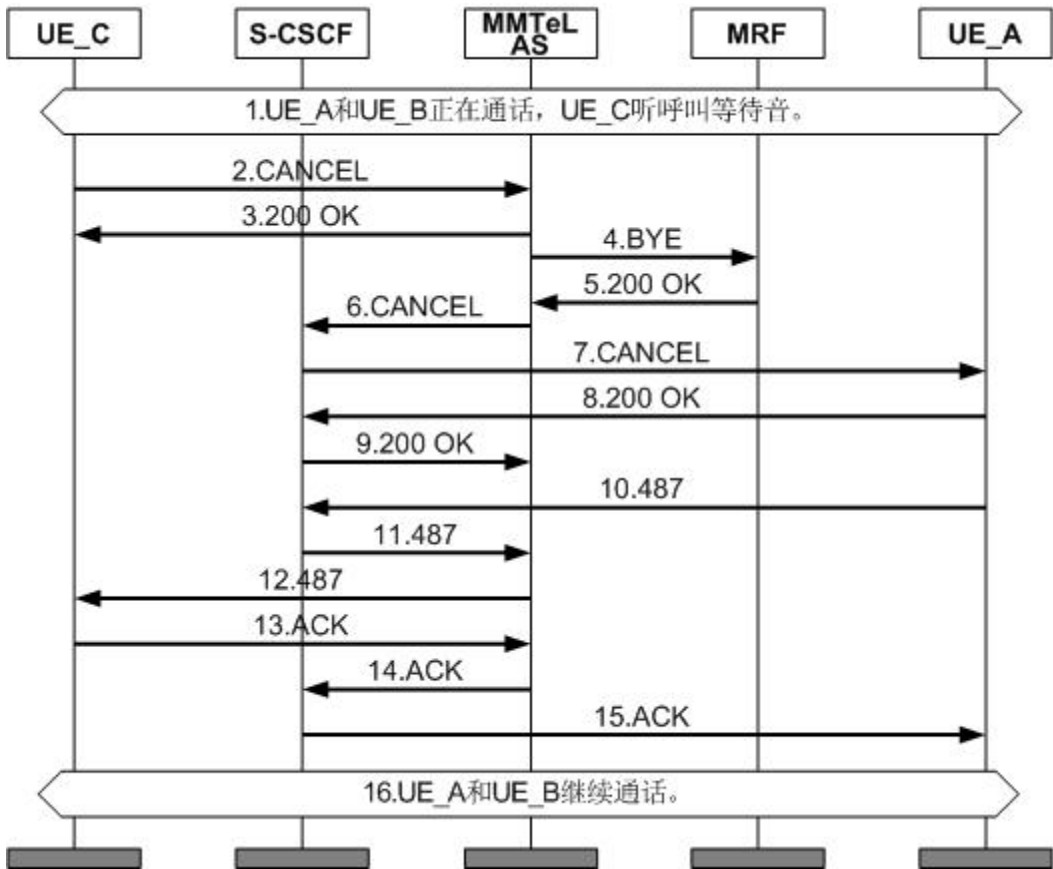 UE_C
S-CSCF
MMTeL
AS
MRF
UE_A
1.UE_A和UE_B正在通话，UE_C听呼叫等待音。
2.CANCEL
3.200 OK
4.BYE
5.200 OK
6.CANCEL
7.CANCEL
8.200 OK
9.200 OK
10.487
11.487
12.487
13.ACK
14.ACK
15.ACK
16.UE_A和UE_B继续通话。